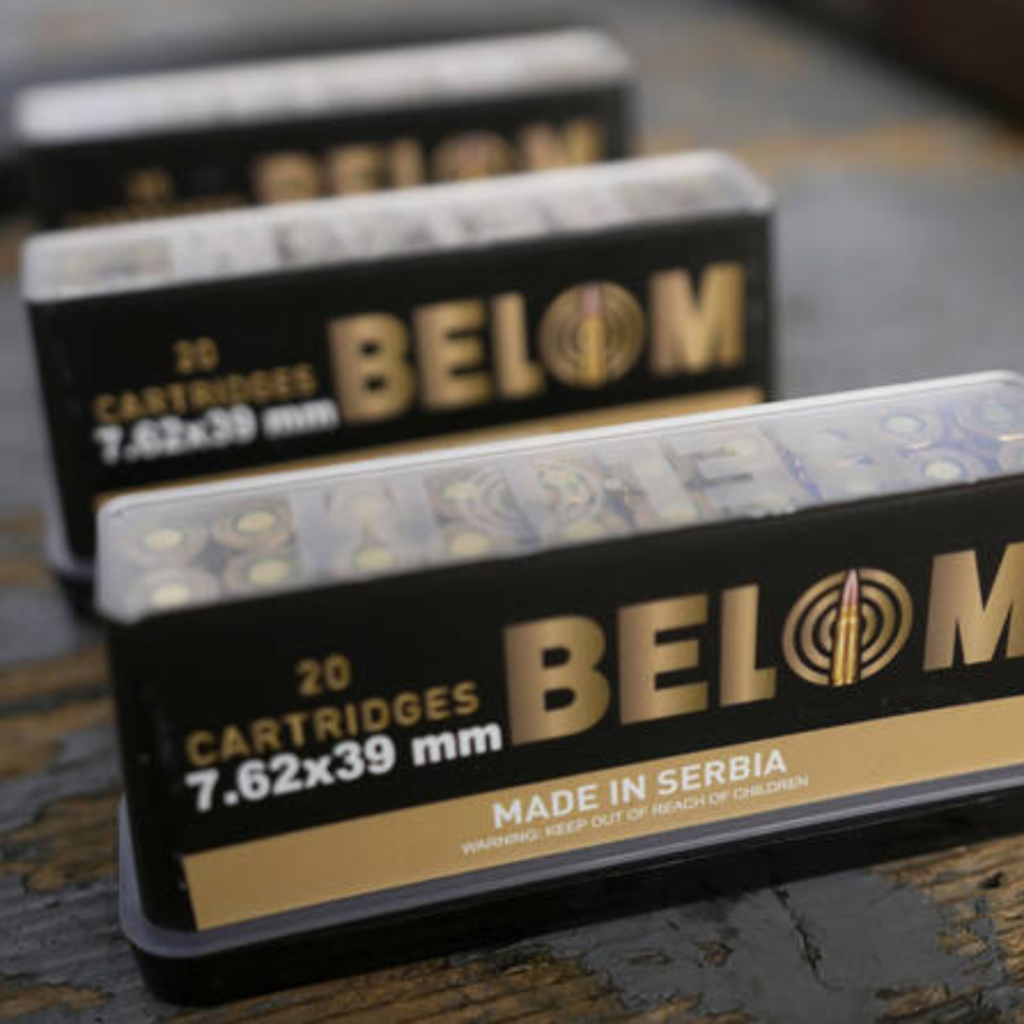 BELOM
20
CARTRIDGES
7.62x39 mm
BELOM
20
CARTRIDGES
7.62x39 mm
BELOM
MADE IN SERBIA
WARNING: KEEP OUT OF REACH OF CHILDREN